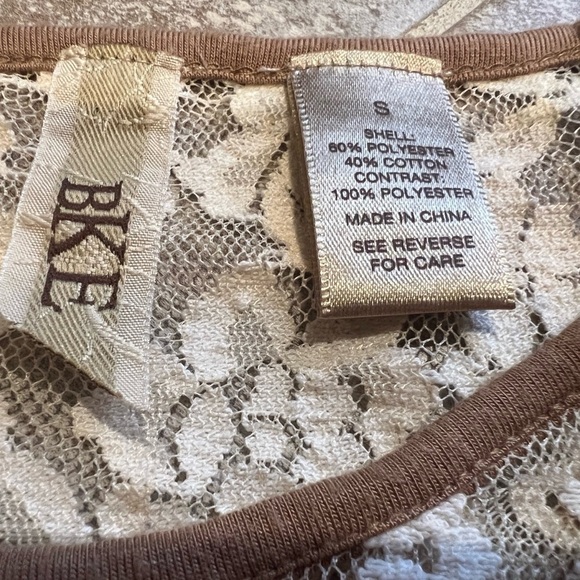 BKE
S
SHELL:
60% POLYESTER
40% COTTON
CONTRAST:
100% POLYESTER
MADE IN CHINA
SEE REVERSE
FOR CARE